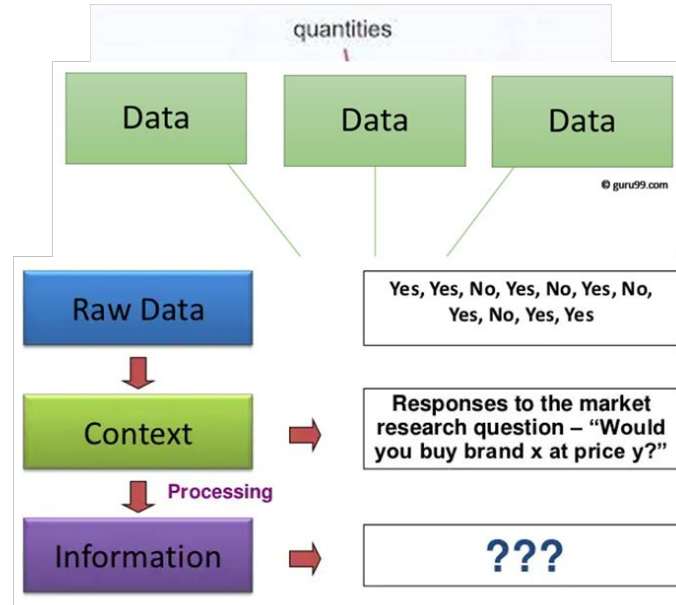 quantities
Data
Data
Data
© guru99.com
Raw Data
Yes, Yes, No, Yes, No, Yes, No,
Yes, No, Yes, Yes
Context
Responses to the market
research question – “Would
you buy brand x at price y?”
Processing
Information
???